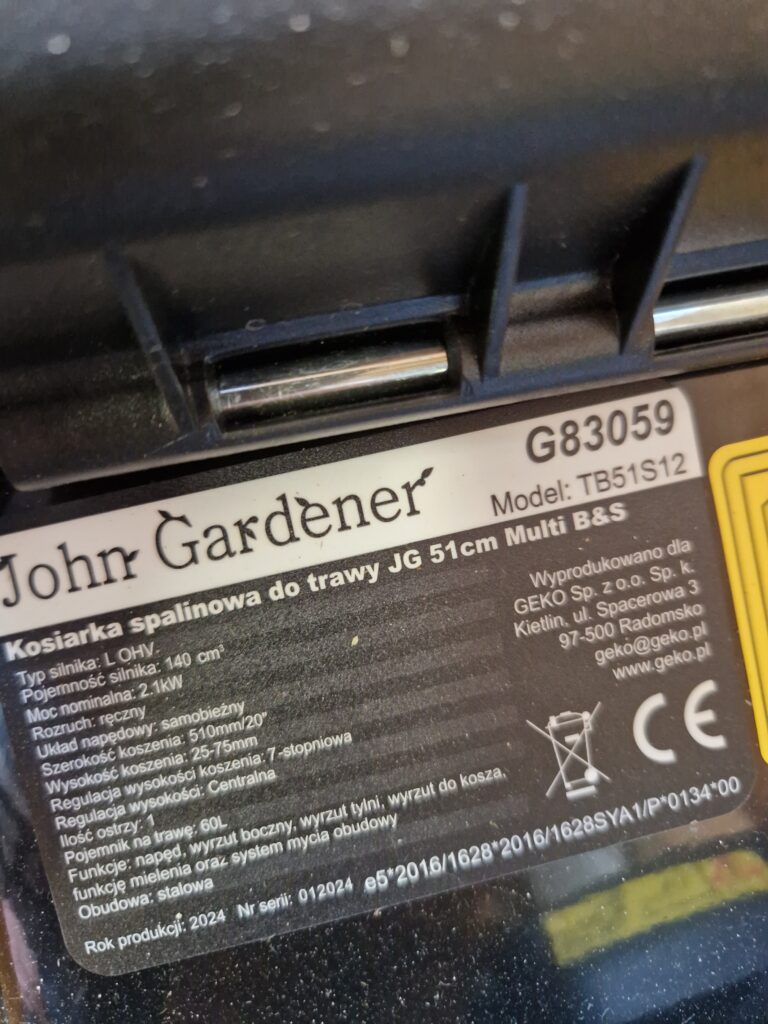 G83059
John Gardener
Model: TB51S12
Kosiarka spalinowa do trawy JG 51cm Multi B&S
Typ silnika: L OHV.
Pojemność silnika: 140 cm³
Moc nominalna: 2.1kW
Rozruch: ręczny
Układ napędowy: samobieżny
Szerokość koszenia: 510mm/20"
Wysokość koszenia: 25-75mm
Regulacja wysokości koszenia: 7-stopniowa
Regulacja wysokości: Centralna
Ilość ostrzy: 1
Pojemnik na trawę: 60L
Funkcje: napęd, wyrzut boczny, wyrzut tylni, wyrzut do kosza,
funkcję mielenia oraz system mycia obudowy
Obudowa: stalowa
Wyprodukowano dla
GEKO Sp. z o.o. Sp. k.
Kietlin, ul. Spacerowa 3
97-500 Radomsko
geko@geko.pl
www.geko.pl
CE
Rok produkcji: 2024 Nr serii: 012024 e5*2016/1628*2016/1628SYA1/P*0134*00